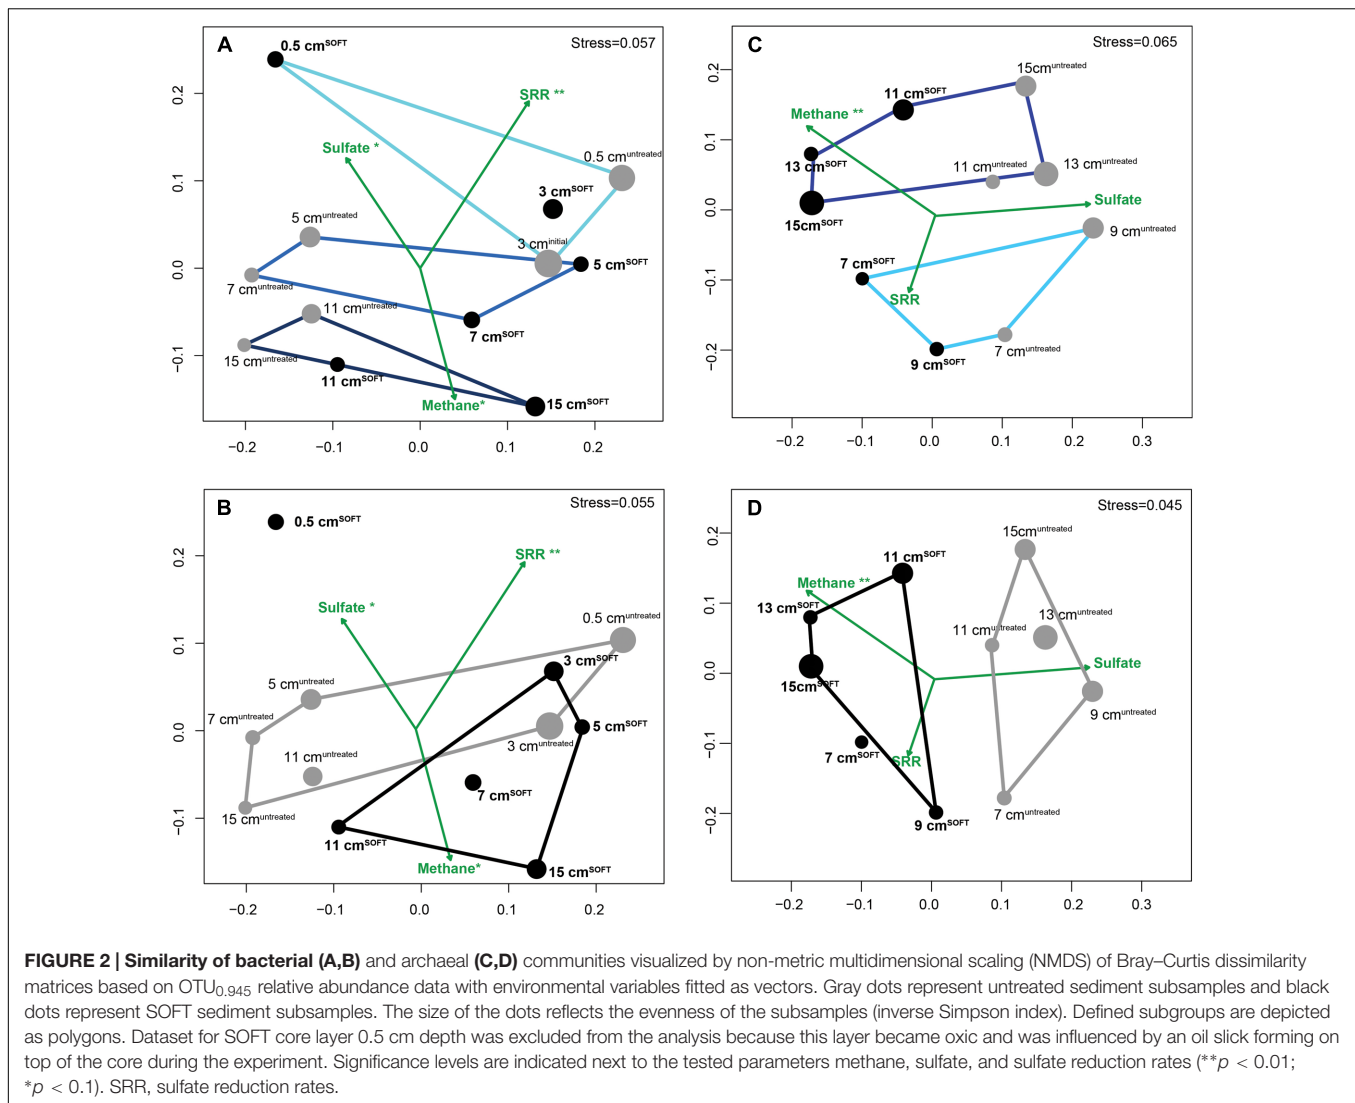 A
Stress=0.057
0.5 cmSOFT
SRR **
Sulfate *
0.5 cmuntreated
3 cmSOFT
5 cmuntreated
3 cminitial
5 cmSOFT
7 cmuntreated
11 cmuntreated
7 cmSOFT
15 cmuntreated
11 cmSOFT
Methane*
15 cmSOFT
0.2
0.1
0.0
−0.1
−0.2 −0.1 0.0 0.1 0.2
C
Stress=0.065
15cmuntreated
11 cmSOFT
Methane **
13 cmSOFT
11 cmuntreated
13 cmuntreated
15cmSOFT
Sulfate
9 cmuntreated
7 cmSOFT
SRR
9 cmSOFT
7 cmuntreated
0.2
0.1
0.0
−0.1
−0.2
−0.2 −0.1 0.0 0.1 0.2 0.3
B
Stress=0.055
0.5 cmSOFT
SRR **
Sulfate *
0.5 cmuntreated
3 cmSOFT
5 cmuntreated
7 cmuntreated
5 cmSOFT
3 cmuntreated
11 cmuntreated
7 cmSOFT
15 cmuntreated
11 cmSOFT
Methane*
15 cmSOFT
0.2
0.1
0.0
−0.1
−0.2 −0.1 0.0 0.1 0.2
D
Stress=0.045
15cmuntreated
11 cmSOFT
Methane **
13 cmSOFT
13 cmuntreated
11 cmuntreated
Sulfate
15cmSOFT
9 cmuntreated
7 cmSOFT
SRR
9 cmSOFT
7 cmuntreated
0.2
0.1
0.0
−0.1
−0.2
−0.2 −0.1 0.0 0.1 0.2 0.3
FIGURE 2 | Similarity of bacterial (A,B) and archaeal (C,D) communities visualized by non-metric multidimensional scaling (NMDS) of Bray–Curtis dissimilarity
matrices based on OTU0.945 relative abundance data with environmental variables fitted as vectors. Gray dots represent untreated sediment subsamples and black
dots represent SOFT sediment subsamples. The size of the dots reflects the evenness of the subsamples (inverse Simpson index). Defined subgroups are depicted
as polygons. Dataset for SOFT core layer 0.5 cm depth was excluded from the analysis because this layer became oxic and was influenced by an oil slick forming on
top of the core during the experiment. Significance levels are indicated next to the tested parameters methane, sulfate, and sulfate reduction rates (**p < 0.01;
*p < 0.1). SRR, sulfate reduction rates.